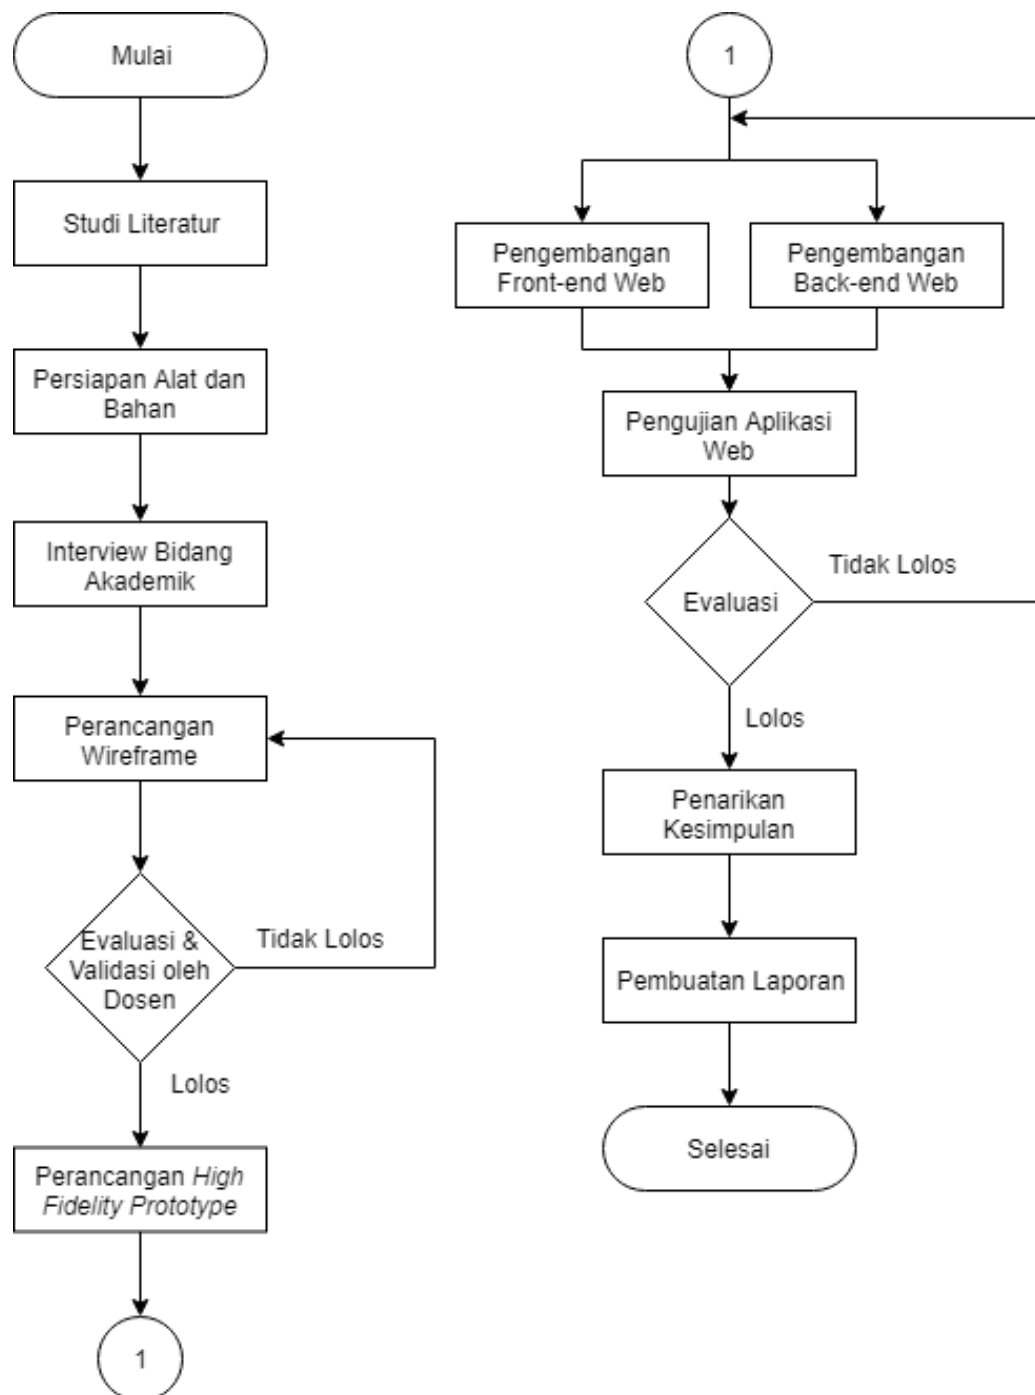 Mulai
Studi Literatur
Persiapan Alat dan
Bahan
Interview Bidang
Akademik
Perancangan
Wireframe
Evaluasi &
Validasi oleh
Dosen
Tidak Lolos
Lolos
Perancangan High
Fidelity Prototype
1
1
Pengembangan
Front-end Web
Pengembangan
Back-end Web
Pengujian Aplikasi
Web
Evaluasi
Tidak Lolos
Lolos
Penarikan
Kesimpulan
Pembuatan Laporan
Selesai